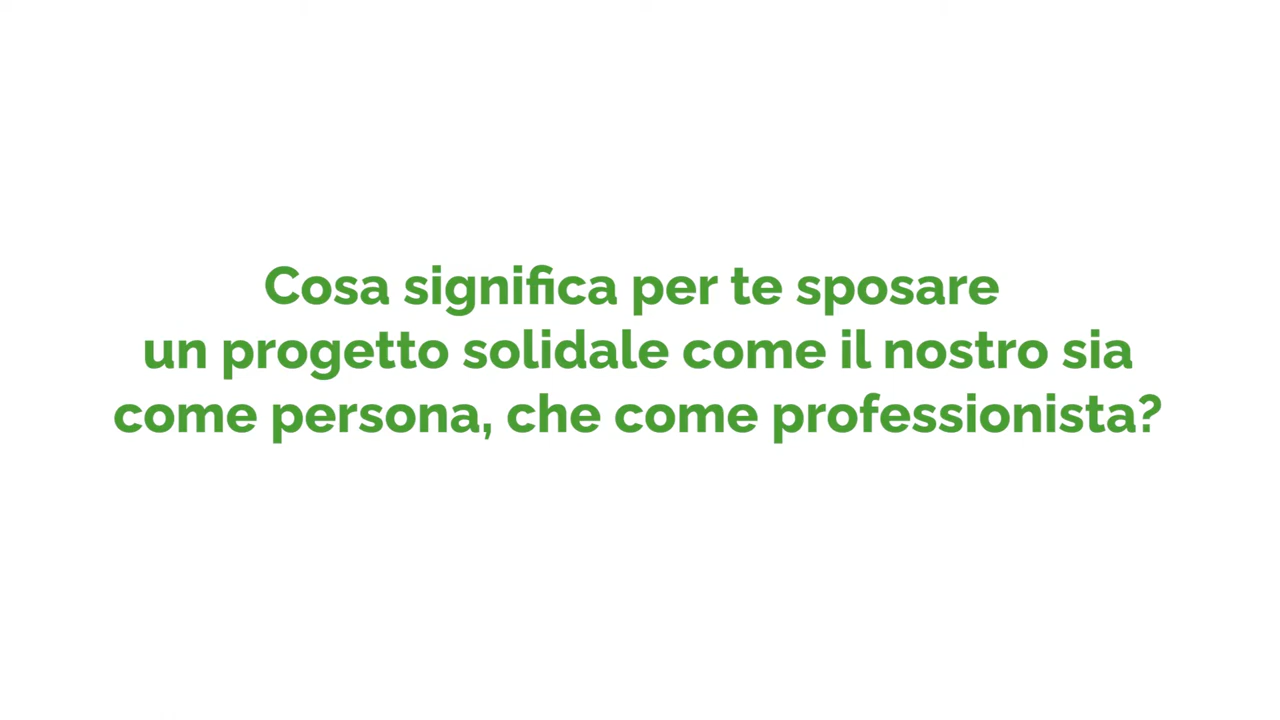 Cosa significa per te sposare
un progetto solidale come il nostro sia
come persona, che come professionista?